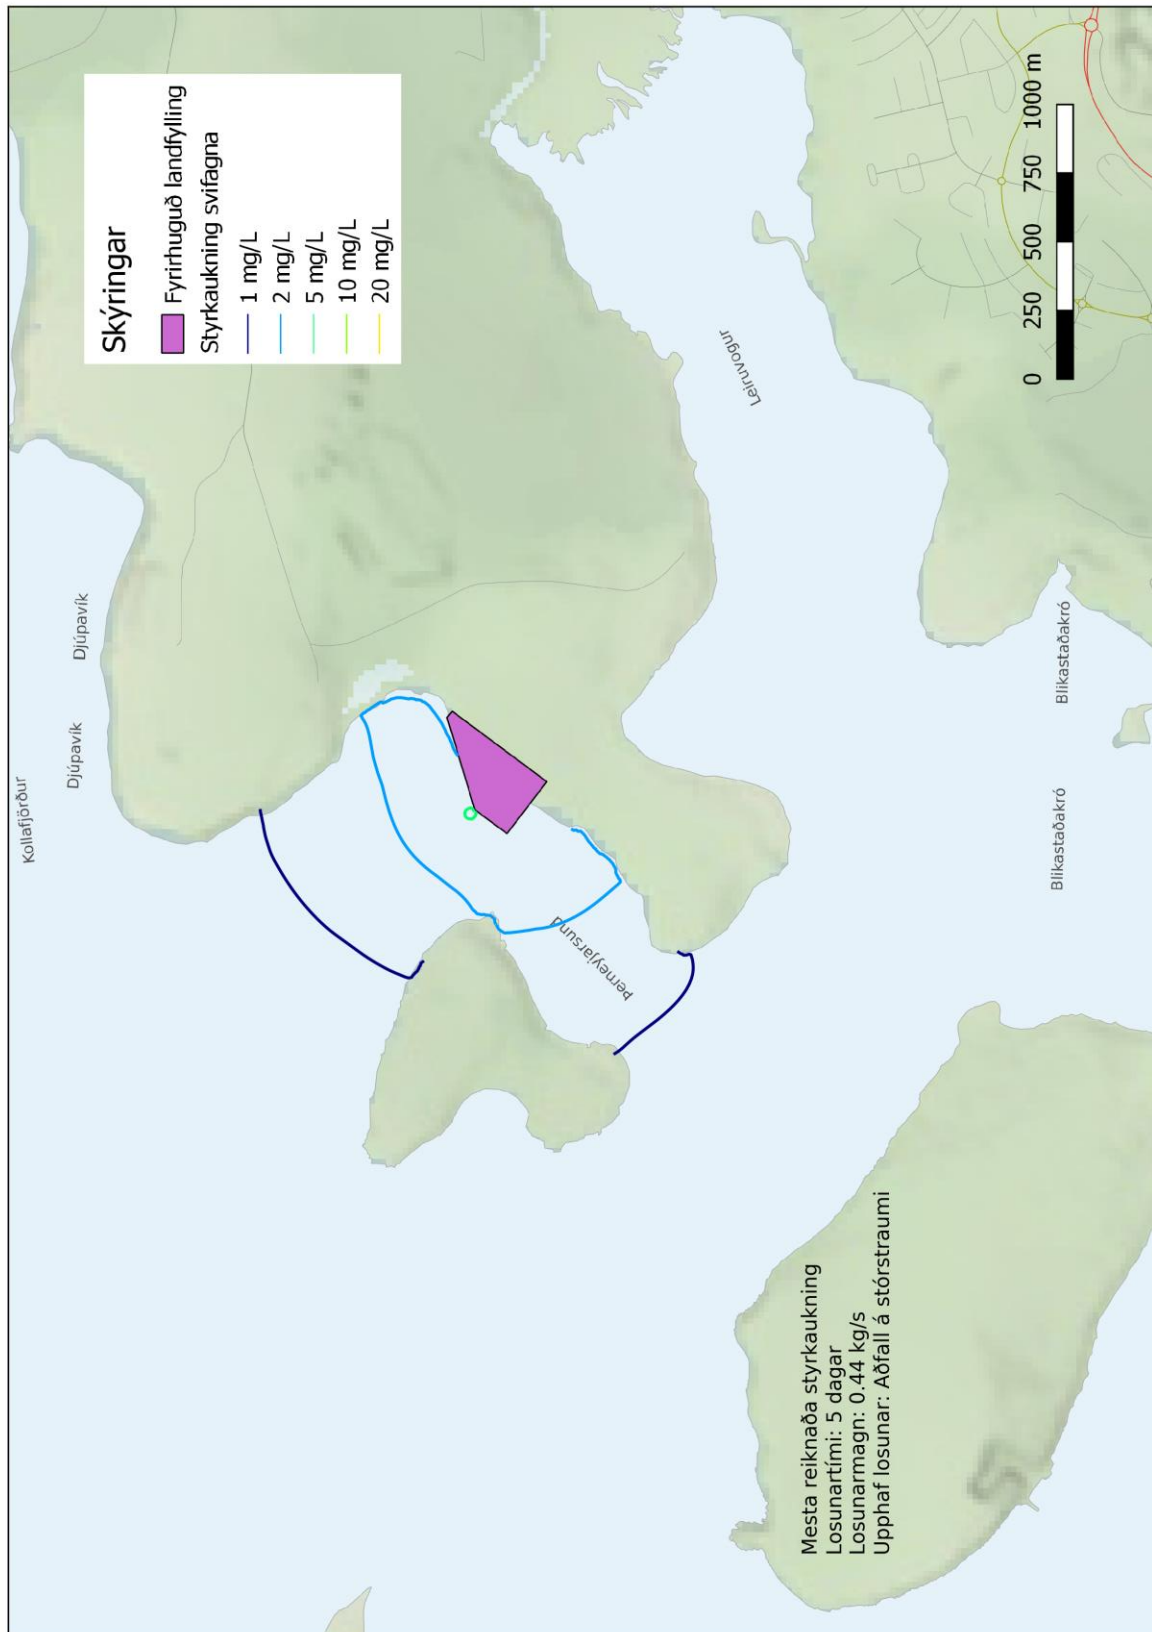 Skýringar
Fyrirhuguð landfylling
Styrkaukning svifagna
1 mg/L
2 mg/L
5 mg/L
10 mg/L
20 mg/L
Kollafjörður
Djúpavík
Djúpavík
Þerneyjarsund
Leiruvogur
Blikastaðakró
Blikastaðakró
0 250 500 750 1000 m
Mesta reiknaða styrkaukning
Losunartími: 5 dagar
Losunarmagn: 0.44 kg/s
Upphaf losunar: Aðfall á stórstraumi